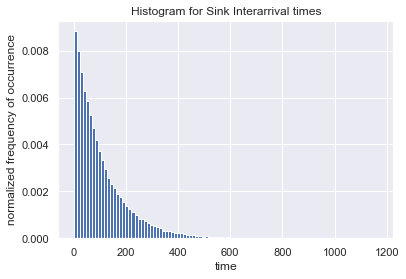 Histogram for Sink Interarrival times
normalized frequency of occurrence
0.008
0.006
0.004
0.002
0.000
0 200 400 600 800 1000 1200
time